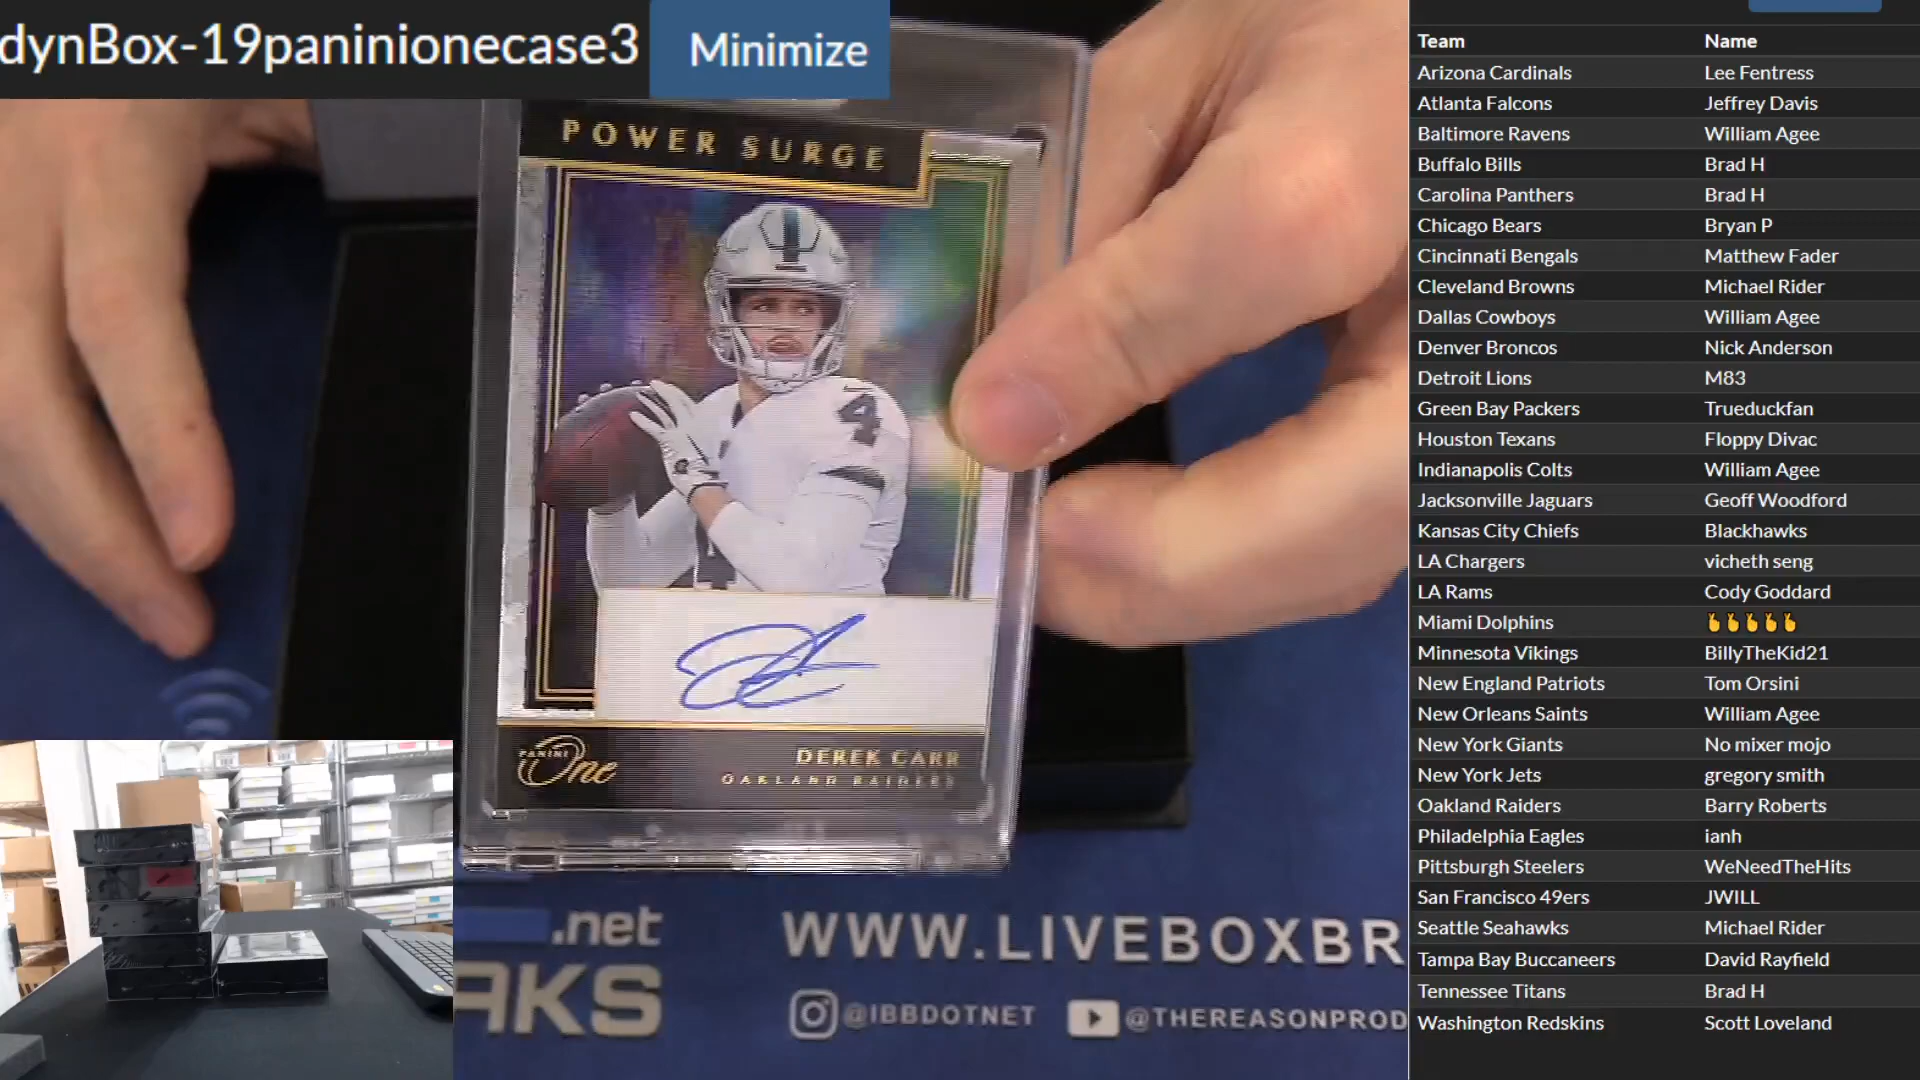 dynBox-19paninionecase3
Minimize
POWER SURGE
4
PANINI
One
DEREK CARR
OAKLAND RAIDERS
.net
AKS
WWW.LIVEBOXBR
@IBBDOTNET
@THEREASONPROD
Team Name
Arizona Cardinals Lee Fentress
Atlanta Falcons Jeffrey Davis
Baltimore Ravens William Agee
Buffalo Bills Brad H
Carolina Panthers Brad H
Chicago Bears Bryan P
Cincinnati Bengals Matthew Fader
Cleveland Browns Michael Rider
Dallas Cowboys William Agee
Denver Broncos Nick Anderson
Detroit Lions M83
Green Bay Packers Trueduckfan
Houston Texans Floppy Divac
Indianapolis Colts William Agee
Jacksonville Jaguars Geoff Woodford
Kansas City Chiefs Blackhawks
LA Chargers vicheth seng
LA Rams Cody Goddard
Miami Dolphins 🤞🤞🤞🤞🤞
Minnesota Vikings BillyTheKid21
New England Patriots Tom Orsini
New Orleans Saints William Agee
New York Giants No mixer mojo
New York Jets gregory smith
Oakland Raiders Barry Roberts
Philadelphia Eagles ianh
Pittsburgh Steelers WeNeedTheHits
San Francisco 49ers JWILL
Seattle Seahawks Michael Rider
Tampa Bay Buccaneers David Rayfield
Tennessee Titans Brad H
Washington Redskins Scott Loveland